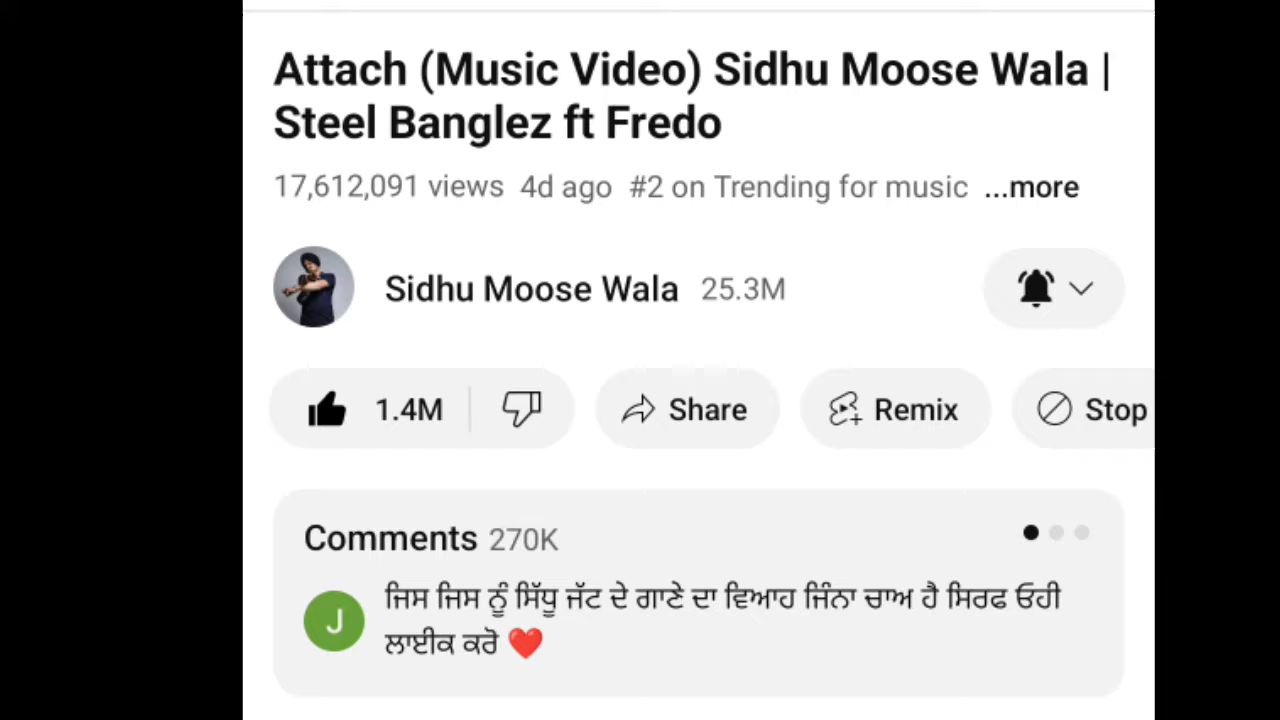 Attach (Music Video) Sidhu Moose Wala |
Steel Banglez ft Fredo
17,612,091 views 4d ago #2 on Trending for music ...more
Sidhu Moose Wala 25.3M
1.4M Share Remix Stop
Comments 270K
ਜਿਸ ਜਿਸ ਨੂੰ ਸਿੱਧੂ ਜੱਟ ਦੇ ਗਾਣੇ ਦਾ ਵਿਆਹ ਜਿੰਨਾ ਚਾਅ ਹੈ ਸਿਰਫ ਓਹੀ
J
ਲਾਈਕ ਕਰੋ ❤️